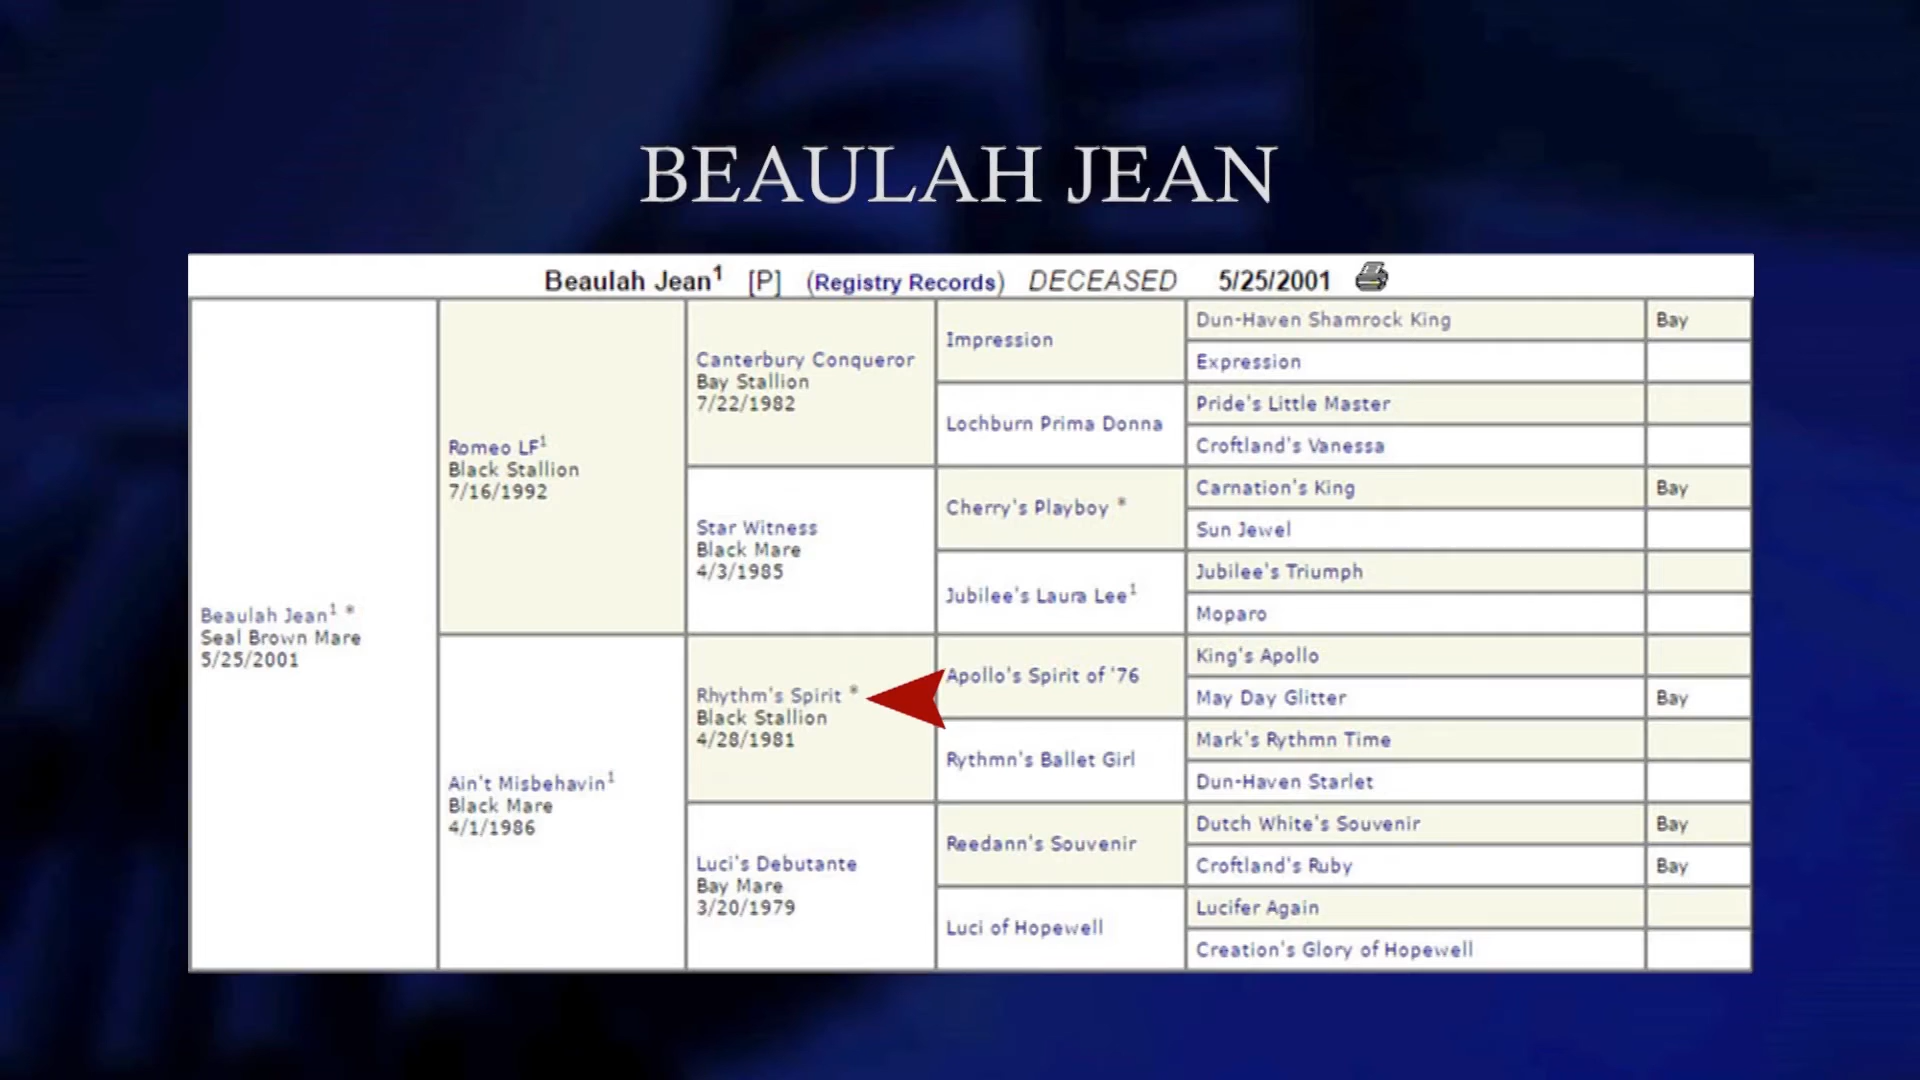 BEAULAH JEAN
Beaulah Jean¹ [P] (Registry Records) DECEASED 5/25/2001
Beaulah Jean¹ *
Seal Brown Mare
5/25/2001
Romeo LF¹
Black Stallion
7/16/1992
Ain't Misbehavin¹
Black Mare
4/1/1986
Canterbury Conqueror
Bay Stallion
7/22/1982
Star Witness
Black Mare
4/3/1985
Rhythm's Spirit *
Black Stallion
4/28/1981
Luci's Debutante
Bay Mare
3/20/1979
Impression
Lochburn Prima Donna
Cherry's Playboy *
Jubilee's Laura Lee¹
Apollo's Spirit of '76
Rythmn's Ballet Girl
Reedann's Souvenir
Luci of Hopewell
Dun-Haven Shamrock King Bay
Expression
Pride's Little Master
Croftland's Vanessa
Carnation's King Bay
Sun Jewel
Jubilee's Triumph
Moparo
King's Apollo
May Day Glitter Bay
Mark's Rythmn Time
Dun-Haven Starlet
Dutch White's Souvenir Bay
Croftland's Ruby Bay
Lucifer Again
Creation's Glory of Hopewell